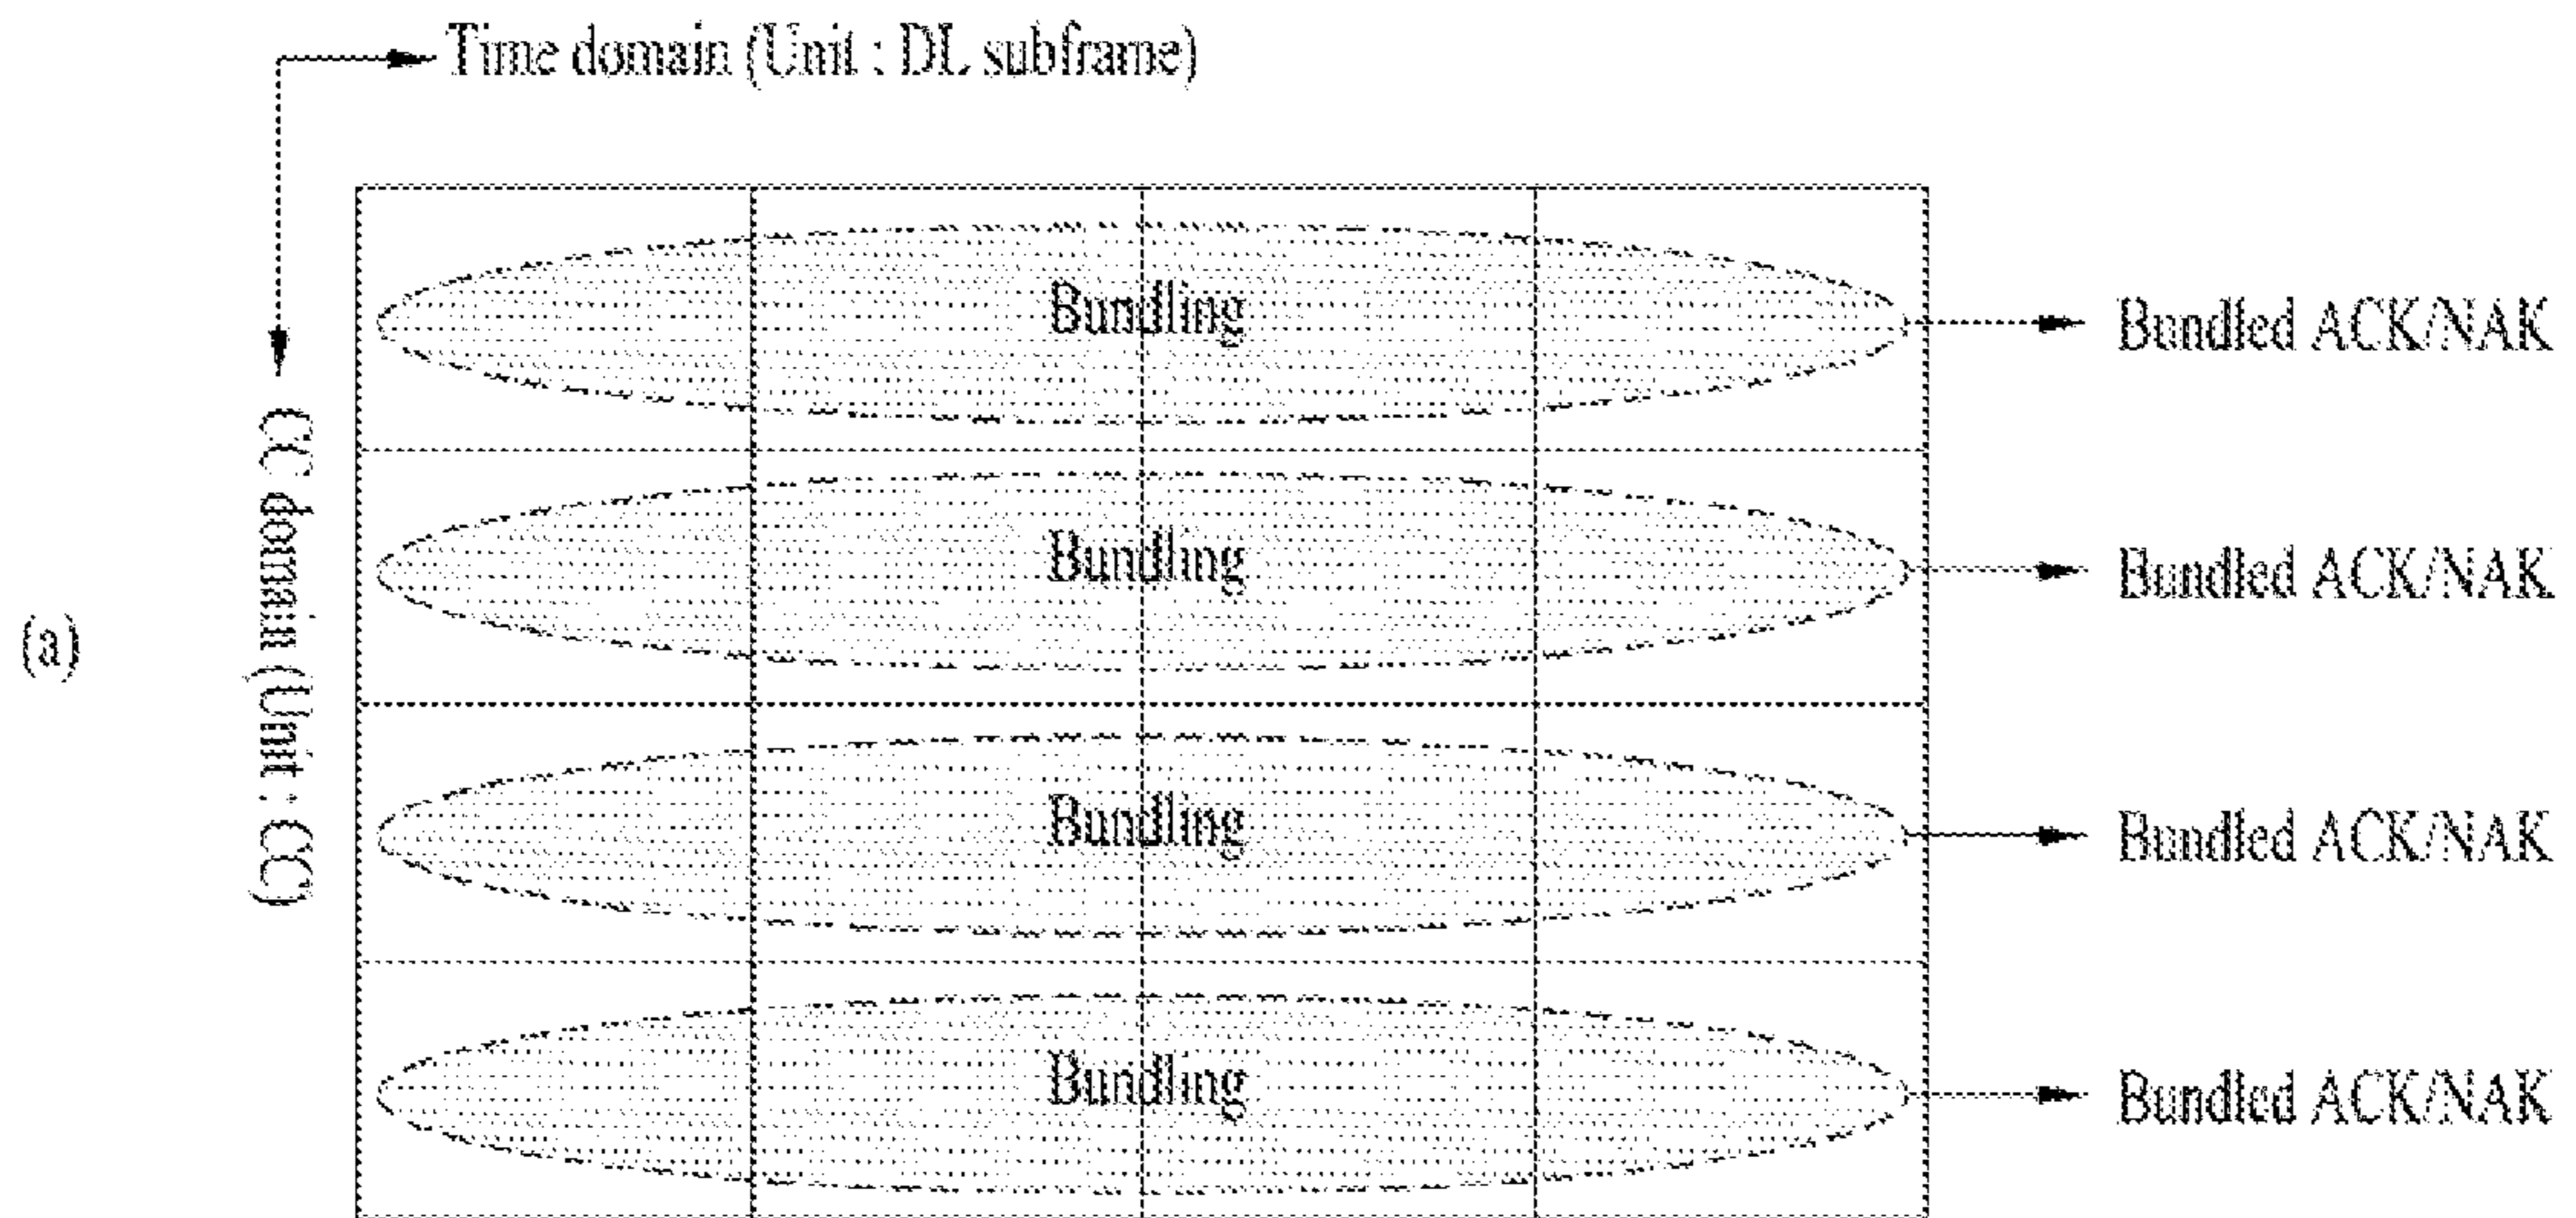 Time domain (Unit : DL subframe)
CC domain (Unit : CC)
(a)
Bundling
Bundled ACK/NAK
Bundling
Bundled ACK/NAK
Bundling
Bundled ACK/NAK
Bundling
Bundled ACK/NAK